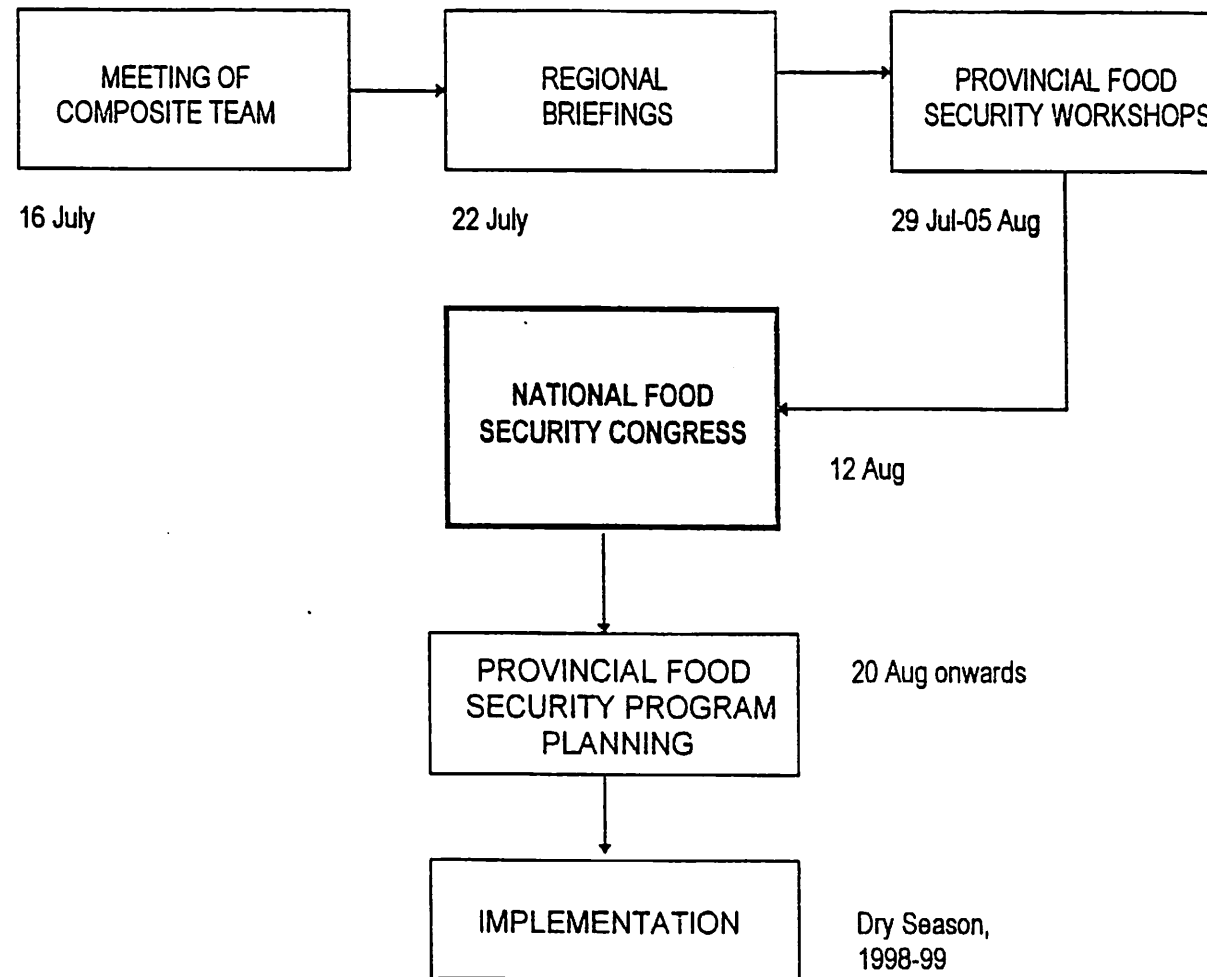 MEETING OF
COMPOSITE TEAM
REGIONAL
BRIEFINGS
PROVINCIAL FOOD
SECURITY WORKSHOPS
16 July
22 July
29 Jul-05 Aug
NATIONAL FOOD
SECURITY CONGRESS
12 Aug
PROVINCIAL FOOD
SECURITY PROGRAM
PLANNING
20 Aug onwards
IMPLEMENTATION
Dry Season,
1998-99